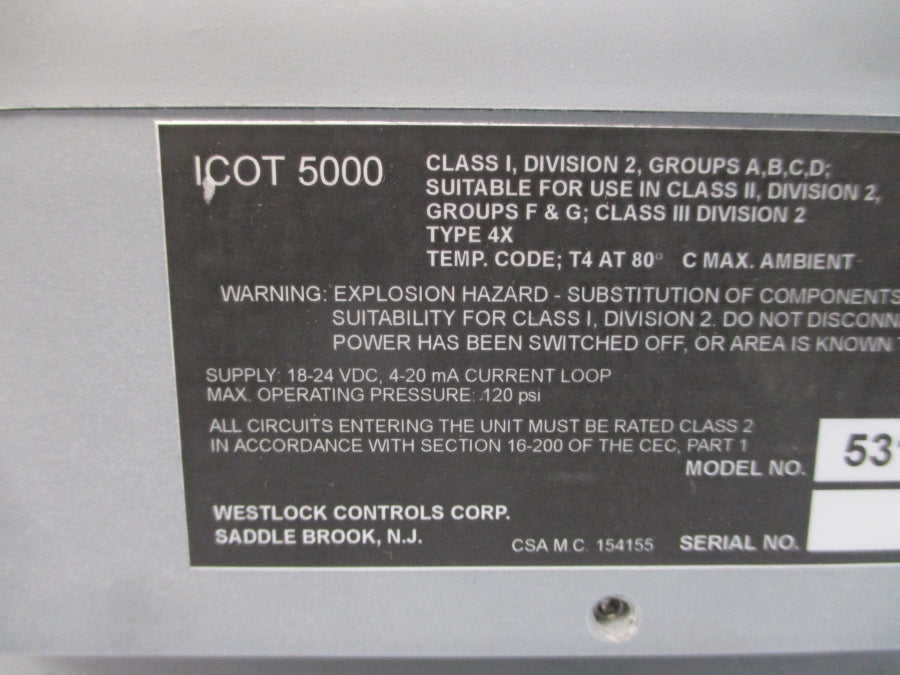 ICOT 5000
CLASS I, DIVISION 2, GROUPS A,B,C,D;
SUITABLE FOR USE IN CLASS II, DIVISION 2,
GROUPS F & G; CLASS III DIVISION 2
TYPE 4X
TEMP. CODE; T4 AT 80° C MAX. AMBIENT
WARNING: EXPLOSION HAZARD - SUBSTITUTION OF COMPONENTS
SUITABILITY FOR CLASS I, DIVISION 2. DO NOT DISCONN
POWER HAS BEEN SWITCHED OFF, OR AREA IS KNOWN
SUPPLY: 18-24 VDC, 4-20 mA CURRENT LOOP
MAX. OPERATING PRESSURE: 120 psi
ALL CIRCUITS ENTERING THE UNIT MUST BE RATED CLASS 2
IN ACCORDANCE WITH SECTION 16-200 OF THE CEC, PART 1
MODEL NO. 53
WESTLOCK CONTROLS CORP.
SADDLE BROOK, N.J.
CSA M.C. 154155 SERIAL NO.